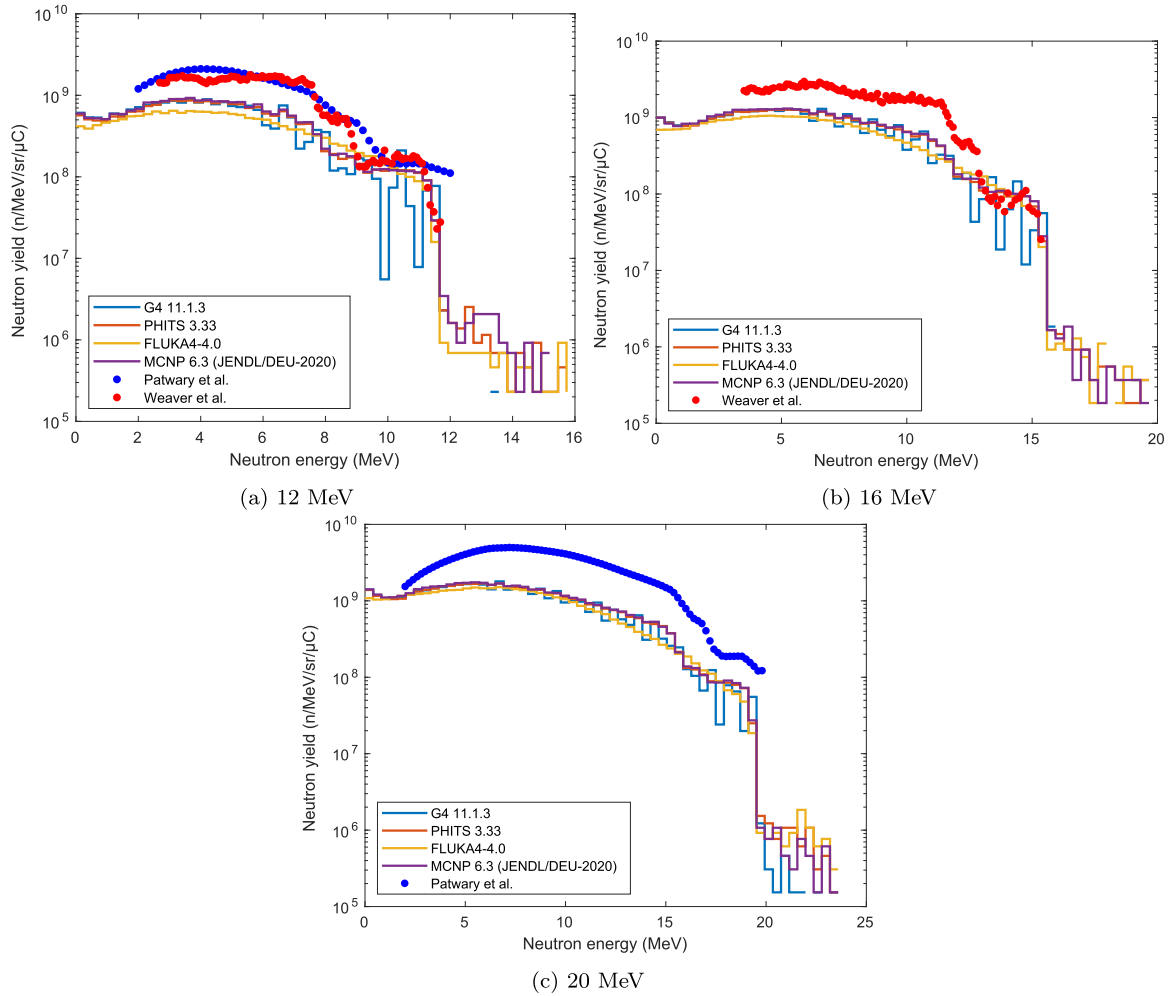 10^10
10^9
10^8
10^7
10^6
10^5
Neutron yield (n/MeV/sr/μC)
G4 11.1.3
PHITS 3.33
FLUKA4-4.0
MCNP 6.3 (JENDL/DEU-2020)
Patwary et al.
Weaver et al.
0 2 4 6 8 10 12 14 16
Neutron energy (MeV)
(a) 12 MeV
10^10
10^9
10^8
10^7
10^6
10^5
Neutron yield (n/MeV/sr/μC)
G4 11.1.3
PHITS 3.33
FLUKA4-4.0
MCNP 6.3 (JENDL/DEU-2020)
Weaver et al.
0 5 10 15 20
Neutron energy (MeV)
(b) 16 MeV
10^10
10^9
10^8
10^7
10^6
10^5
Neutron yield (n/MeV/sr/μC)
G4 11.1.3
PHITS 3.33
FLUKA4-4.0
MCNP 6.3 (JENDL/DEU-2020)
Patwary et al.
0 5 10 15 20 25
Neutron energy (MeV)
(c) 20 MeV